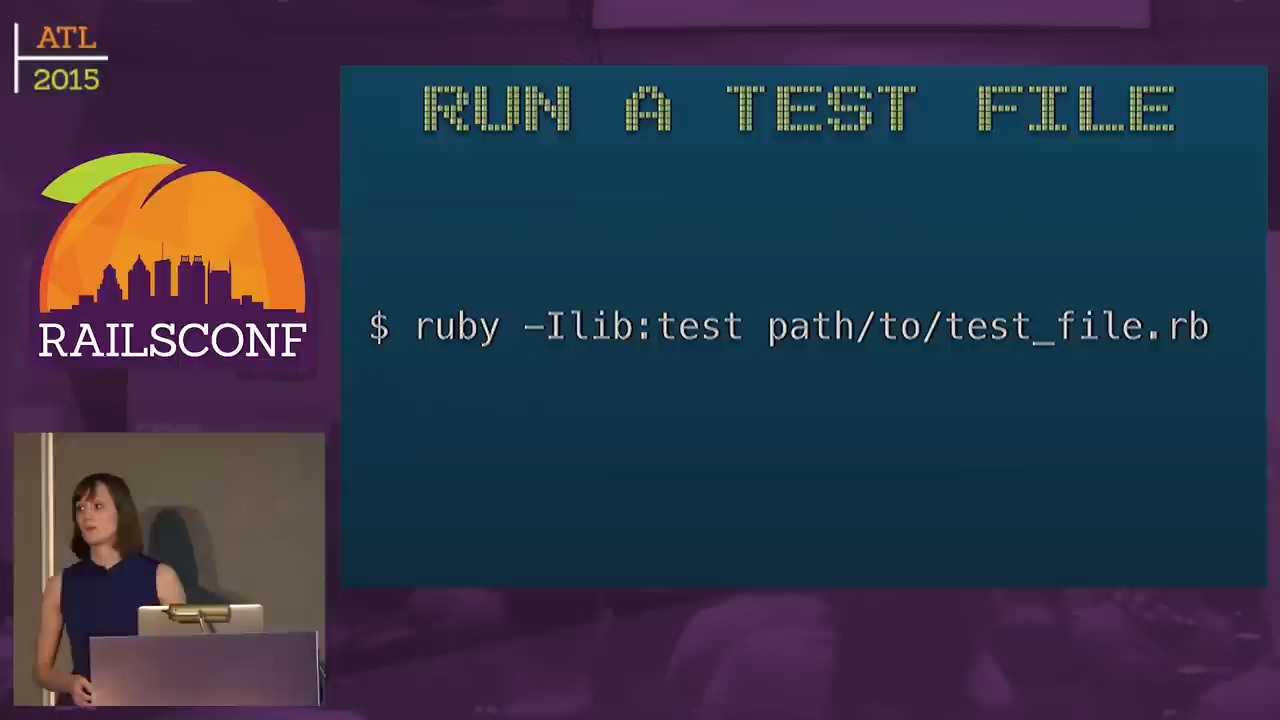 ATL
2015
RAILSCONF
RUN A TEST FILE
$ ruby -Ilib:test path/to/test_file.rb